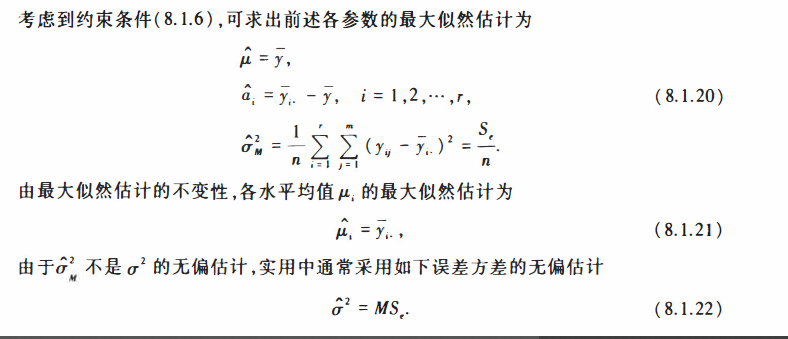 考虑到约束条件(8.1.6),可求出前述各参数的最大似然估计为
$\hat{\mu} = \bar{y},$
$\hat{a}_i = \bar{y}_{i\cdot} - \bar{y}, \quad i = 1,2,\cdots,r,$ (8.1.20)
$\hat{\sigma}_M^2 = \frac{1}{n} \sum_{i=1}^{r} \sum_{j=1}^{m} (y_{ij} - \bar{y}_{i\cdot})^2 = \frac{S_e}{n}.$
由最大似然估计的不变性,各水平均值 $\mu_i$ 的最大似然估计为
$\hat{\mu}_i = \bar{y}_{i\cdot},$ (8.1.21)
由于 $\hat{\sigma}_M^2$ 不是 $\sigma^2$ 的无偏估计,实用中通常采用如下误差方差的无偏估计
$\hat{\sigma}^2 = MS_e.$ (8.1.22)